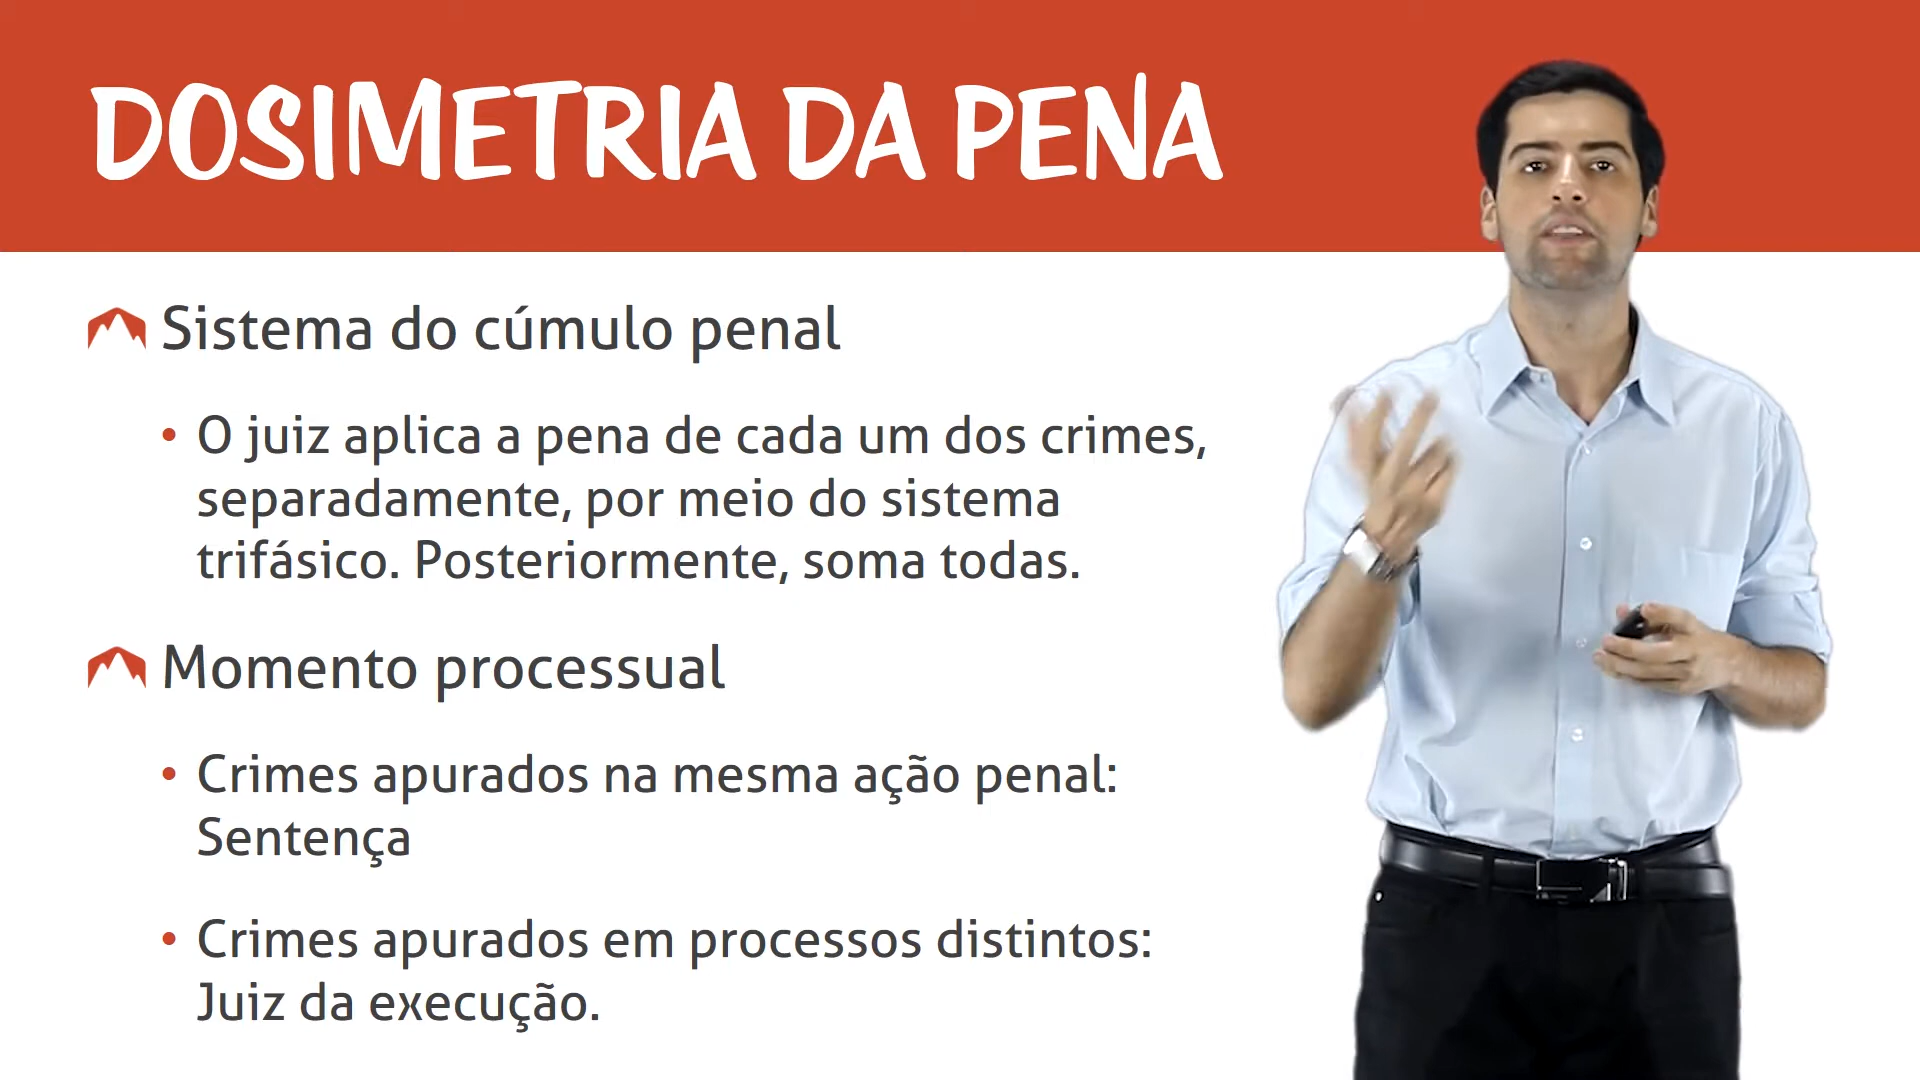 DOSIMETRIA DA PENA
Sistema do cúmulo penal
• O juiz aplica a pena de cada um dos crimes,
separadamente, por meio do sistema
trifásico. Posteriormente, soma todas.
Momento processual
• Crimes apurados na mesma ação penal:
Sentença
• Crimes apurados em processos distintos:
Juiz da execução.